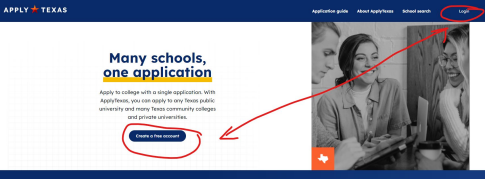 APPLY TEXAS
Application guide About ApplyTexas School search Login
Many schools,
one application
Apply to college with a single application. With
ApplyTexas, you can apply to any Texas public
university and many Texas community colleges
and private universities.
Create a free account